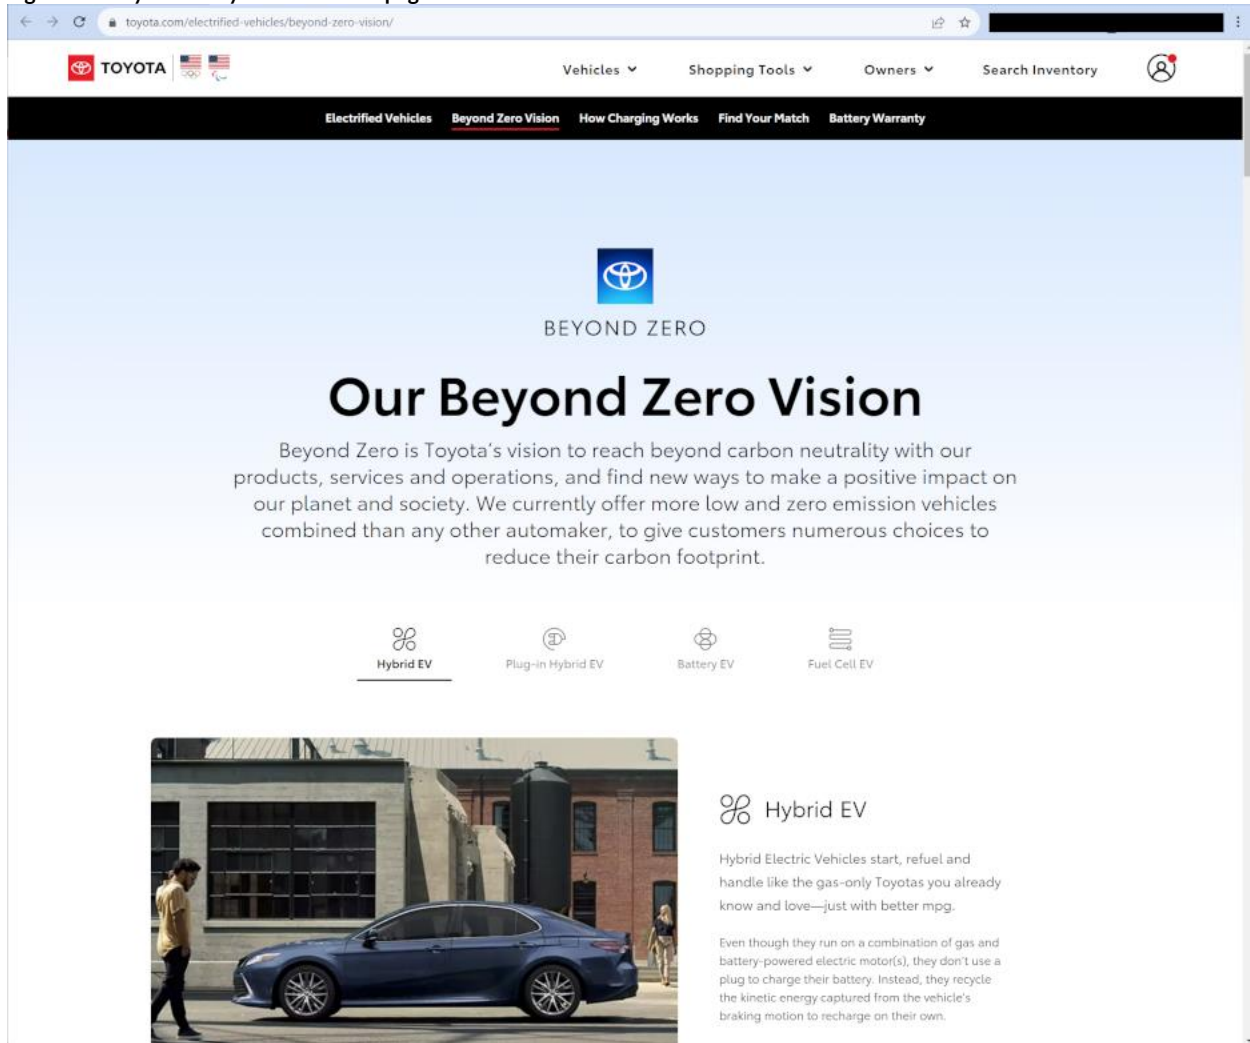 toyota.com/electrified-vehicles/beyond-zero-vision/
TOYOTA
Vehicles
Shopping Tools
Owners
Search Inventory
Electrified Vehicles
Beyond Zero Vision
How Charging Works
Find Your Match
Battery Warranty
BEYOND ZERO
Our Beyond Zero Vision
Beyond Zero is Toyota's vision to reach beyond carbon neutrality with our
products, services and operations, and find new ways to make a positive impact on
our planet and society. We currently offer more low and zero emission vehicles
combined than any other automaker, to give customers numerous choices to
reduce their carbon footprint.
Hybrid EV
Plug-in Hybrid EV
Battery EV
Fuel Cell EV
Hybrid EV
Hybrid Electric Vehicles start, refuel and
handle like the gas-only Toyotas you already
know and love—just with better mpg.
Even though they run on a combination of gas and
battery-powered electric motor(s), they don't use a
plug to charge their battery. Instead, they recycle
the kinetic energy captured from the vehicle's
braking motion to recharge on their own.